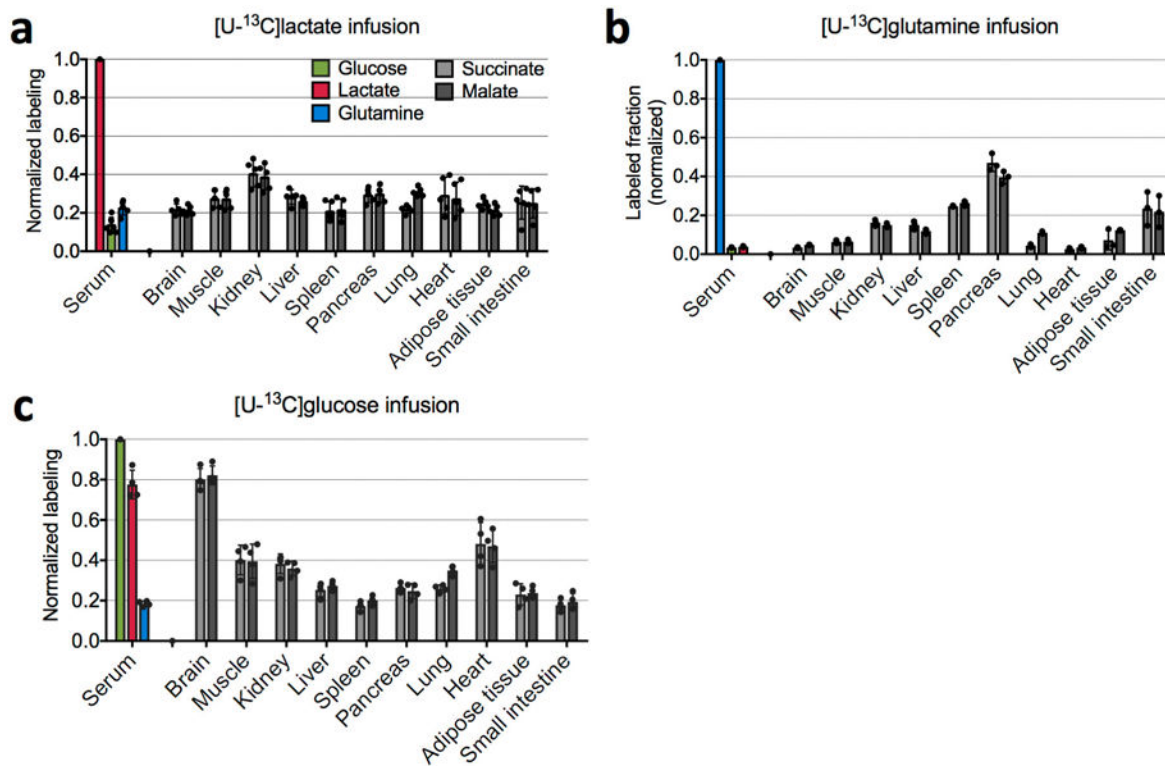 a
[U-¹³C]lactate infusion
Normalized labeling
1.0
0.8
0.6
0.4
0.2
0.0
Glucose
Lactate
Glutamine
Succinate
Malate
Serum
Brain
Muscle
Kidney
Liver
Spleen
Pancreas
Lung
Heart
Adipose tissue
Small intestine
b
[U-¹³C]glutamine infusion
Labeled fraction
(normalized)
1.0
0.8
0.6
0.4
0.2
0.0
Serum
Brain
Muscle
Kidney
Liver
Spleen
Pancreas
Lung
Heart
Adipose tissue
Small intestine
c
[U-¹³C]glucose infusion
Normalized labeling
1.0
0.8
0.6
0.4
0.2
0.0
Serum
Brain
Muscle
Kidney
Liver
Spleen
Pancreas
Lung
Heart
Adipose tissue
Small intestine